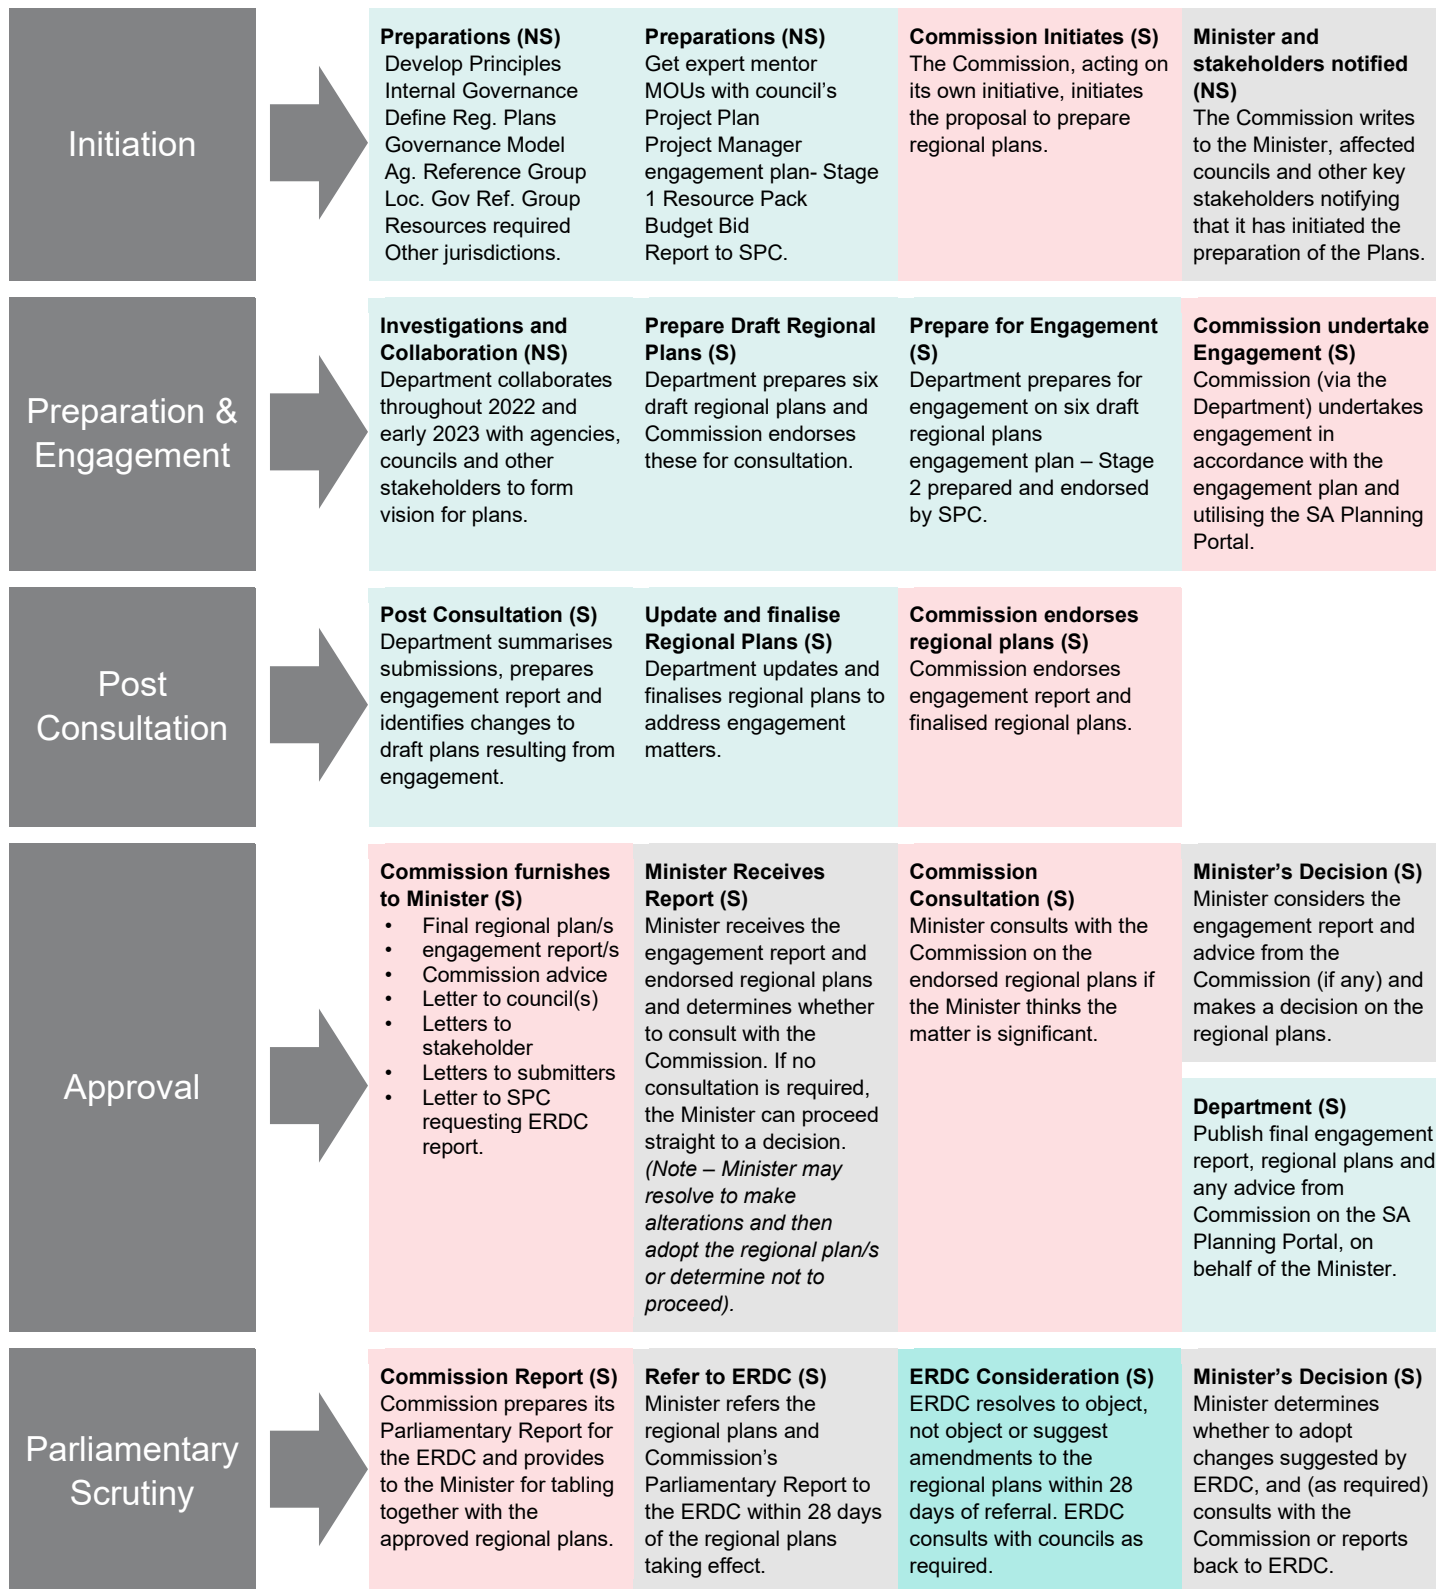 Initiation
Preparations (NS)
Develop Principles
Internal Governance
Define Reg. Plans
Governance Model
Ag. Reference Group
Loc. Gov Ref. Group
Resources required
Other jurisdictions.
Preparations (NS)
Get expert mentor
MOUs with council’s
Project Plan
Project Manager
engagement plan- Stage
1 Resource Pack
Budget Bid
Report to SPC.
Commission Initiates (S)
The Commission, acting on
its own initiative, initiates
the proposal to prepare
regional plans.
Minister and
stakeholders notified
(NS)
The Commission writes
to the Minister, affected
councils and other key
stakeholders notifying
that it has initiated the
preparation of the Plans.
Preparation &
Engagement
Investigations and
Collaboration (NS)
Department collaborates
throughout 2022 and
early 2023 with agencies,
councils and other
stakeholders to form
vision for plans.
Prepare Draft Regional
Plans (S)
Department prepares six
draft regional plans and
Commission endorses
these for consultation.
Prepare for Engagement
(S)
Department prepares for
engagement on six draft
regional plans
engagement plan – Stage
2 prepared and endorsed
by SPC.
Commission undertake
Engagement (S)
Commission (via the
Department) undertakes
engagement in
accordance with the
engagement plan and
utilising the SA Planning
Portal.
Post
Consultation
Post Consultation (S)
Department summarises
submissions, prepares
engagement report and
identifies changes to
draft plans resulting from
engagement.
Update and finalise
Regional Plans (S)
Department updates and
finalises regional plans to
address engagement
matters.
Commission endorses
regional plans (S)
Commission endorses
engagement report and
finalised regional plans.
Approval
Commission furnishes
to Minister (S)
• Final regional plan/s
• engagement report/s
• Commission advice
• Letter to council(s)
• Letters to
stakeholder
• Letters to submitters
• Letter to SPC
requesting ERDC
report.
Minister Receives
Report (S)
Minister receives the
engagement report and
endorsed regional plans
and determines whether
to consult with the
Commission. If no
consultation is required,
the Minister can proceed
straight to a decision.
(Note – Minister may
resolve to make
alterations and then
adopt the regional plan/s
or determine not to
proceed).
Commission
Consultation (S)
Minister consults with the
Commission on the
endorsed regional plans if
the Minister thinks the
matter is significant.
Minister’s Decision (S)
Minister considers the
engagement report and
advice from the
Commission (if any) and
makes a decision on the
regional plans.
Department (S)
Publish final engagement
report, regional plans and
any advice from
Commission on the SA
Planning Portal, on
behalf of the Minister.
Parliamentary
Scrutiny
Commission Report (S)
Commission prepares its
Parliamentary Report for
the ERDC and provides
to the Minister for tabling
together with the
approved regional plans.
Refer to ERDC (S)
Minister refers the
regional plans and
Commission’s
Parliamentary Report to
the ERDC within 28 days
of the regional plans
taking effect.
ERDC Consideration (S)
ERDC resolves to object,
not object or suggest
amendments to the
regional plans within 28
days of referral. ERDC
consults with councils as
required.
Minister’s Decision (S)
Minister determines
whether to adopt
changes suggested by
ERDC, and (as required)
consults with the
Commission or reports
back to ERDC.